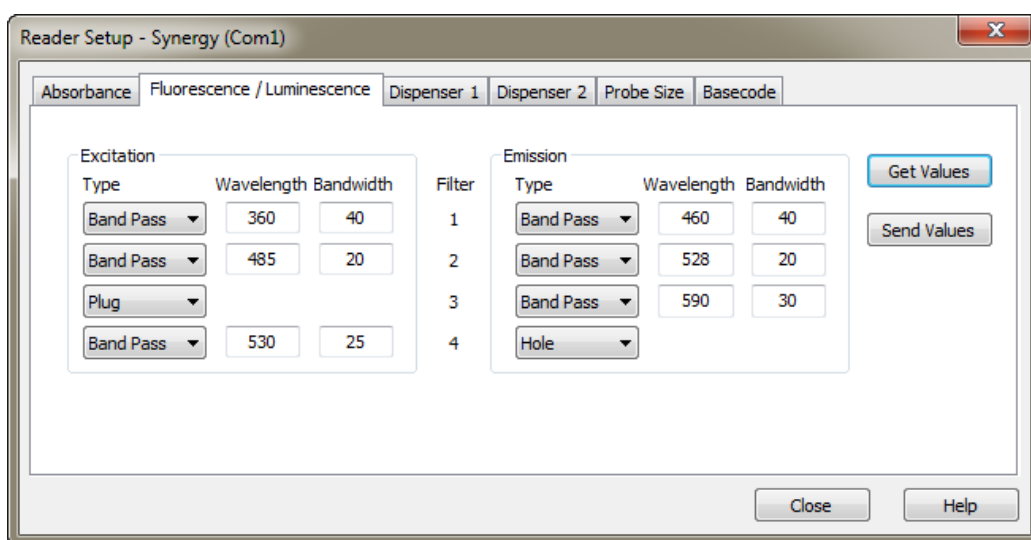 Reader Setup - Synergy (Com1)
Absorbance Fluorescence / Luminescence Dispenser 1 Dispenser 2 Probe Size Basecode
Excitation Emission
Type Wavelength Bandwidth Filter Type Wavelength Bandwidth Get Values
Band Pass 360 40 1 Band Pass 460 40
Send Values
Band Pass 485 20 2 Band Pass 528 20
Plug 3 Band Pass 590 30
Band Pass 530 25 4 Hole
Close Help